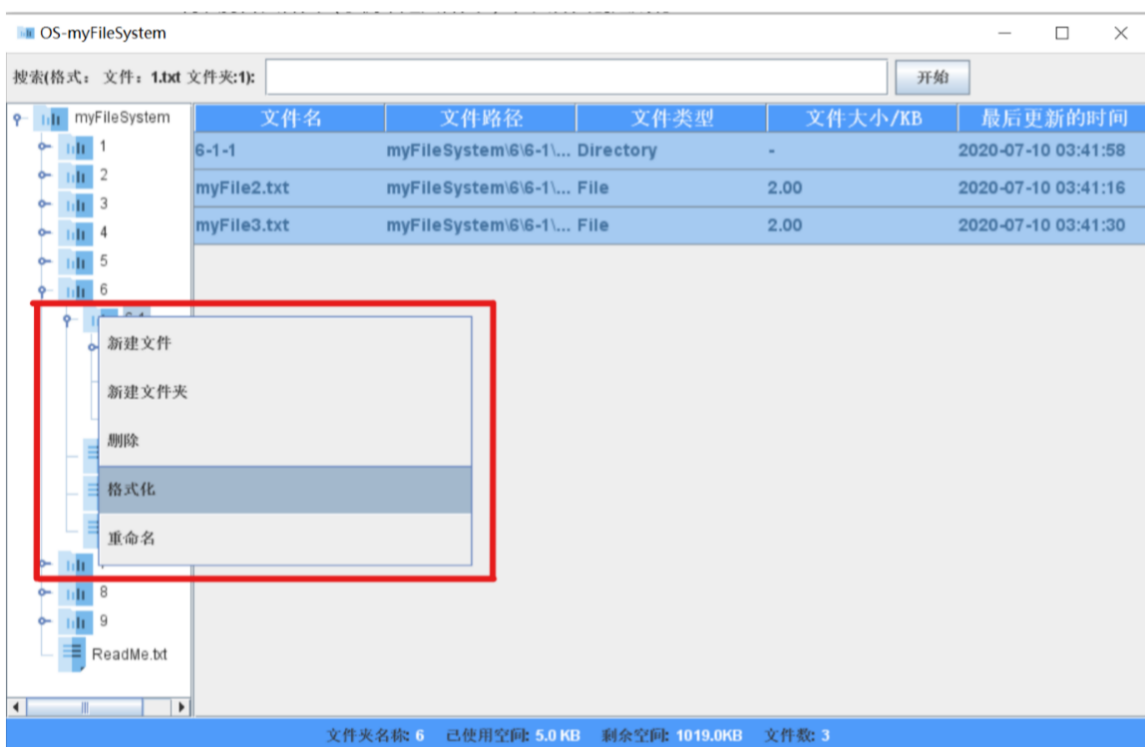 OS-myFileSystem
搜索(格式： 文件：1.txt 文件夹:1): 开始
myFileSystem
1
2
3
4
5
6
文件名 文件路径 文件类型 文件大小/KB 最后更新的时间
6-1-1 myFileSystem\6\6-1\... Directory - 2020-07-10 03:41:58
myFile2.txt myFileSystem\6\6-1\... File 2.00 2020-07-10 03:41:16
myFile3.txt myFileSystem\6\6-1\... File 2.00 2020-07-10 03:41:30
新建文件
新建文件夹
删除
格式化
重命名
8
9
ReadMe.txt
文件夹名称: 6 已使用空间: 5.0 KB 剩余空间: 1019.0KB 文件数: 3